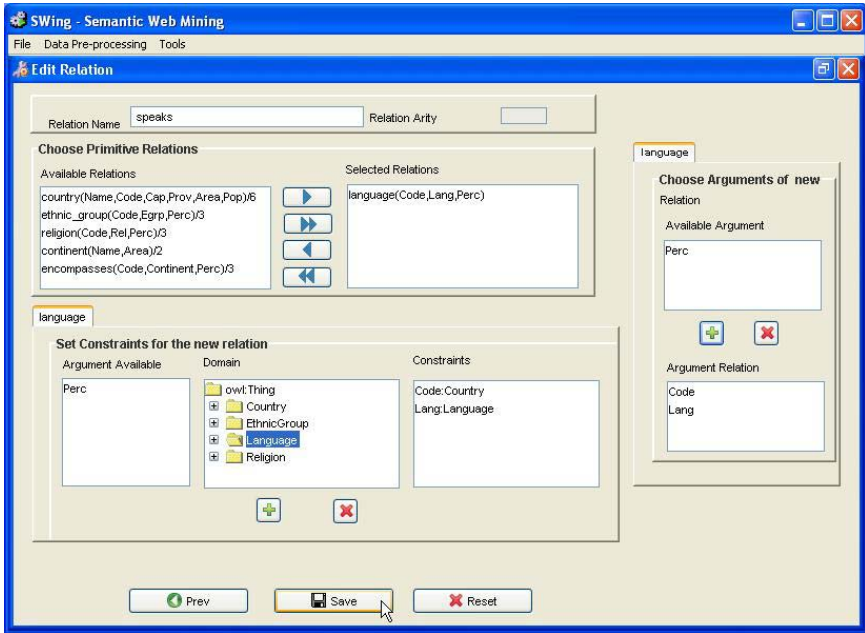 SWing - Semantic Web Mining
File Data Pre-processing Tools
Edit Relation
Relation Name speaks Relation Arity
Choose Primitive Relations
Available Relations
country(Name,Code,Cap,Prov,Area,Pop)/6
ethnic_group(Code,Egrp,Perc)/3
religion(Code,Rel,Perc)/3
continent(Name,Area)/2
encompasses(Code,Continent,Perc)/3
Selected Relations
language(Code,Lang,Perc)
language
Choose Arguments of new
Relation
Available Argument
Perc
Argument Relation
Code
Lang
language
Set Constraints for the new relation
Argument Available
Perc
Domain
owl:Thing
Country
EthnicGroup
Language
Religion
Constraints
Code:Country
Lang:Language
Prev
Save
Reset